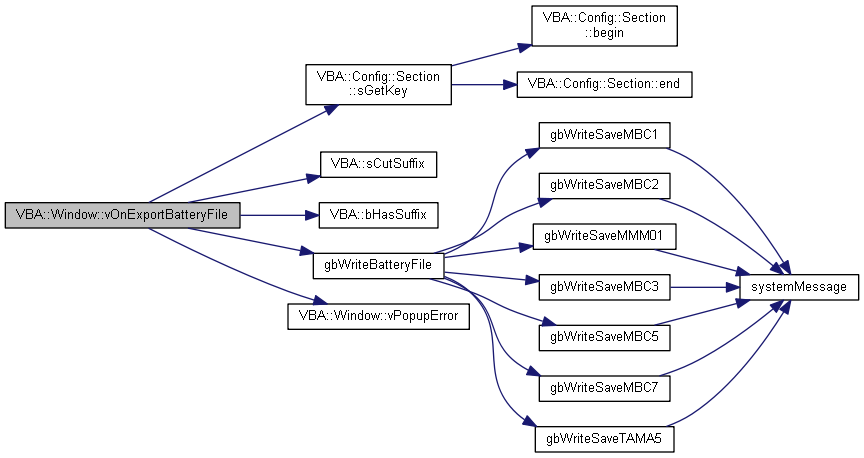 VBA::Window::vOnExportBatteryFile
VBA::Config::Section
::sGetKey
VBA::sCutSuffix
VBA::bHasSuffix
gbWriteBatteryFile
VBA::Window::vPopupError
VBA::Config::Section
::begin
VBA::Config::Section::end
gbWriteSaveMBC1
gbWriteSaveMBC2
gbWriteSaveMMM01
gbWriteSaveMBC3
gbWriteSaveMBC5
gbWriteSaveMBC7
gbWriteSaveTAMA5
systemMessage